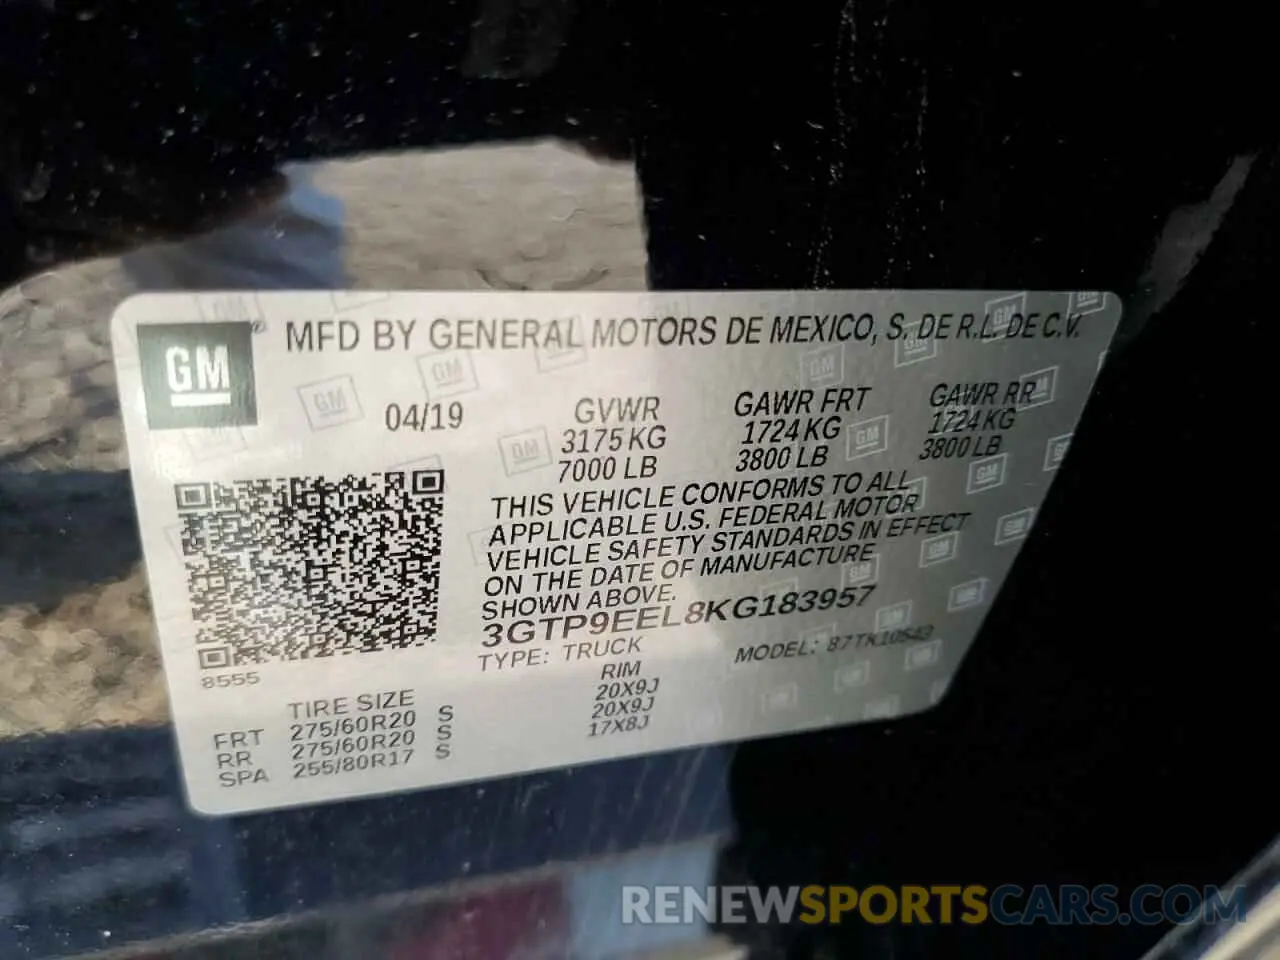 GM
MFD BY GENERAL MOTORS DE MEXICO, S. DE R.L. DE C.V.
04/19
GVWR GAWR FRT GAWR RR
3175 KG 1724 KG 1724 KG
7000 LB 3800 LB 3800 LB
THIS VEHICLE CONFORMS TO ALL
APPLICABLE U.S. FEDERAL MOTOR
VEHICLE SAFETY STANDARDS IN EFFECT
ON THE DATE OF MANUFACTURE
SHOWN ABOVE.
3GTP9EEL8KG183957
TYPE: TRUCK MODEL: 87TK10543
8555
TIRE SIZE RIM
FRT 275/60R20 S 20X9J
RR 275/60R20 S 20X9J
SPA 255/80R17 S 17X8J
RENEWSPORTSCARS.COM